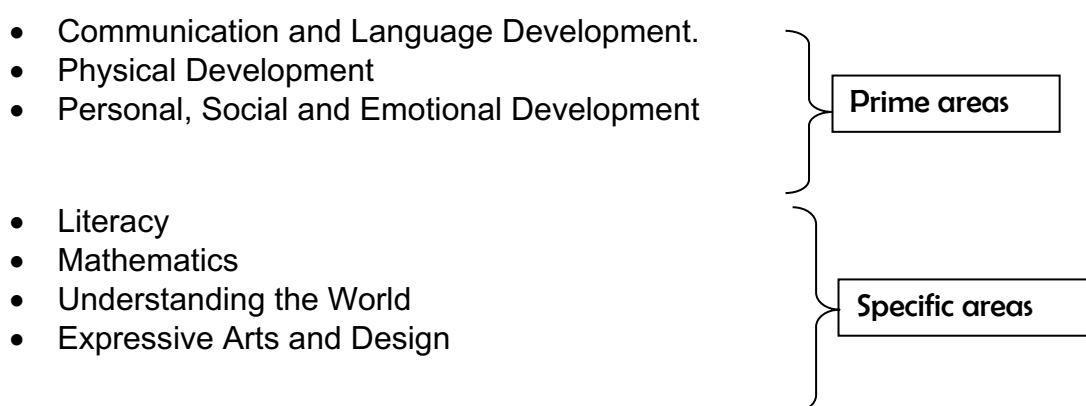 • Communication and Language Development.
• Physical Development
• Personal, Social and Emotional Development
Prime areas
• Literacy
• Mathematics
• Understanding the World
• Expressive Arts and Design
Specific areas